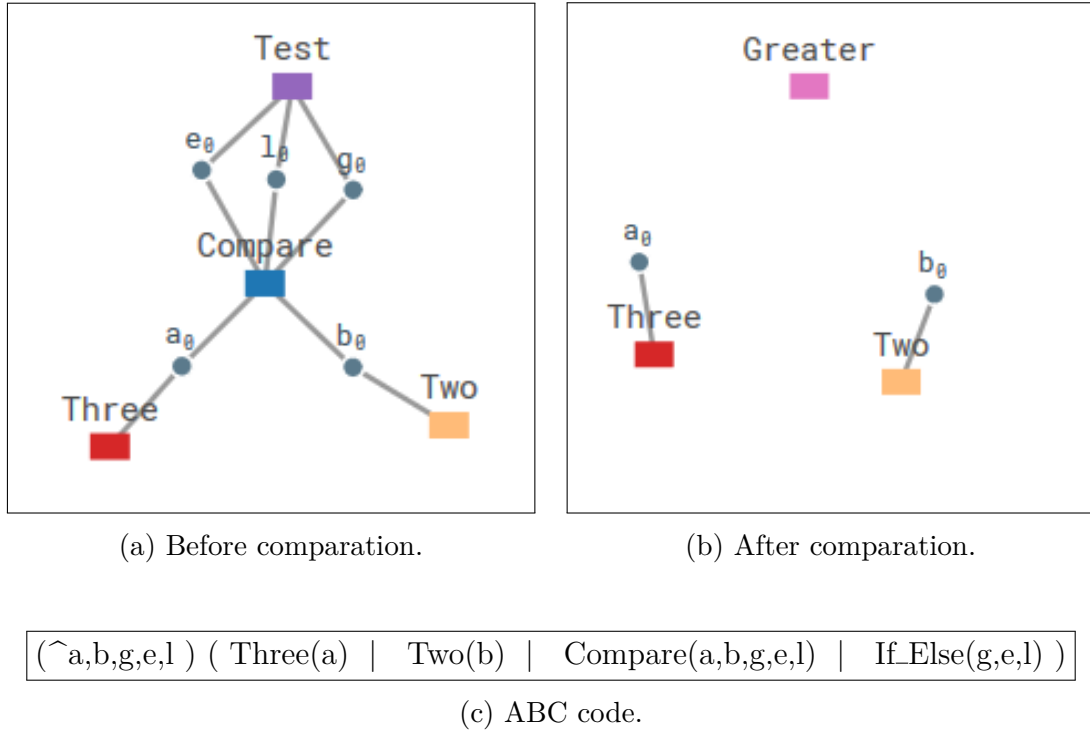 Test
e₀ l₀ g₀
Compare
a₀ b₀
Three Two
(a) Before comparation.
Greater
a₀ b₀
Three Two
(b) After comparation.
(^a,b,g,e,l ) ( Three(a) | Two(b) | Compare(a,b,g,e,l) | If_Else(g,e,l) )
(c) ABC code.